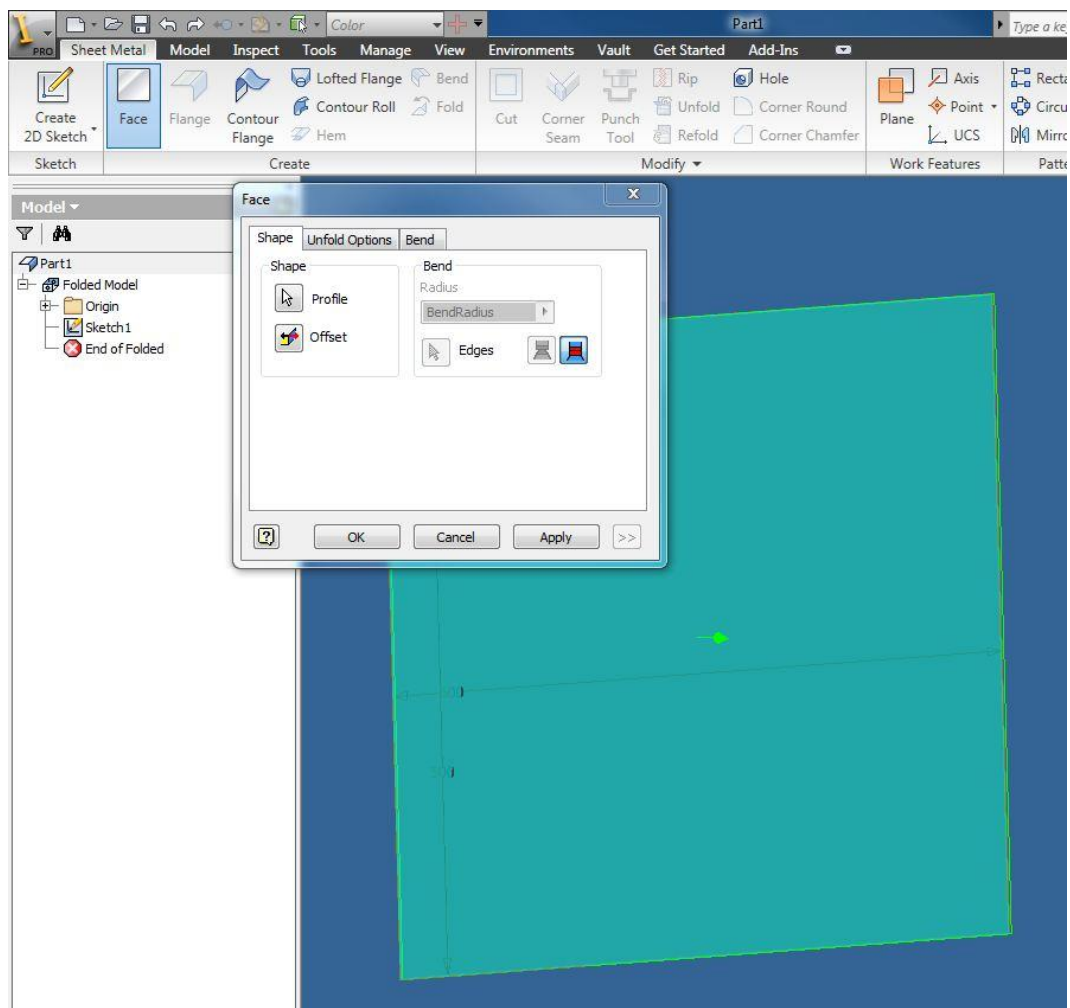 Color
Part1
Type a ke
PRO
Sheet Metal Model Inspect Tools Manage View Environments Vault Get Started Add-Ins
Create
2D Sketch
Face
Flange
Contour
Flange
Lofted Flange
Contour Roll
Hem
Bend
Fold
Cut
Corner
Seam
Punch
Tool
Rip
Unfold
Refold
Hole
Corner Round
Corner Chamfer
Plane
Axis
Point
UCS
Recta
Circu
Mirro
Sketch
Create
Modify
Work Features
Patte
Model
Part1
Folded Model
Origin
Sketch1
End of Folded
Face
Shape Unfold Options Bend
Shape
Profile
Offset
Bend
Radius
BendRadius
Edges
OK
Cancel
Apply
>>